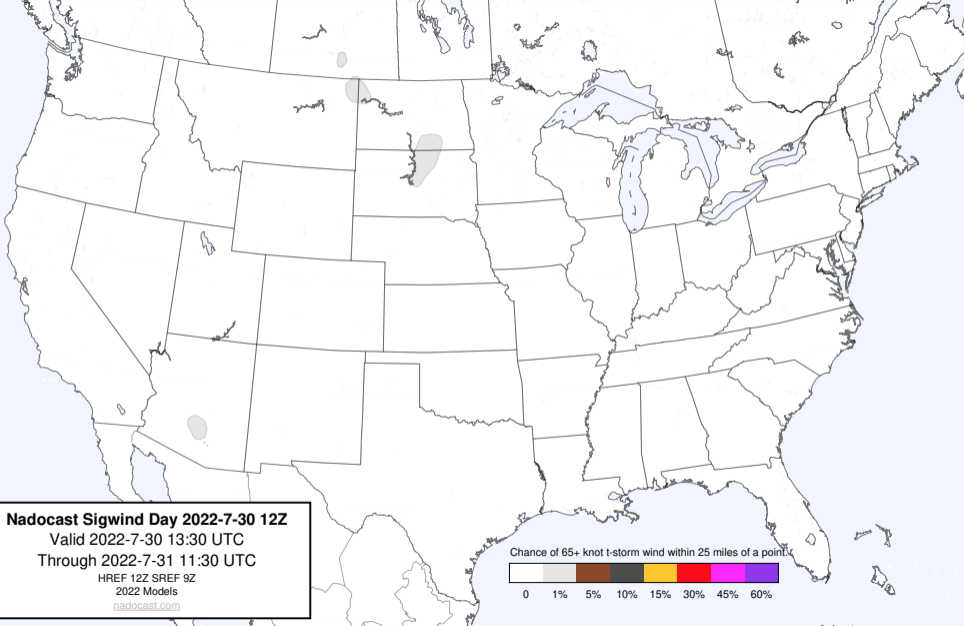 Nadocast Sigwind Day 2022-7-30 12Z
Valid 2022-7-30 13:30 UTC
Through 2022-7-31 11:30 UTC
HREF 12Z SREF 9Z
2022 Models
nadocast.com
Chance of 65+ knot t-storm wind within 25 miles of a point.
0 1% 5% 10% 15% 30% 45% 60%